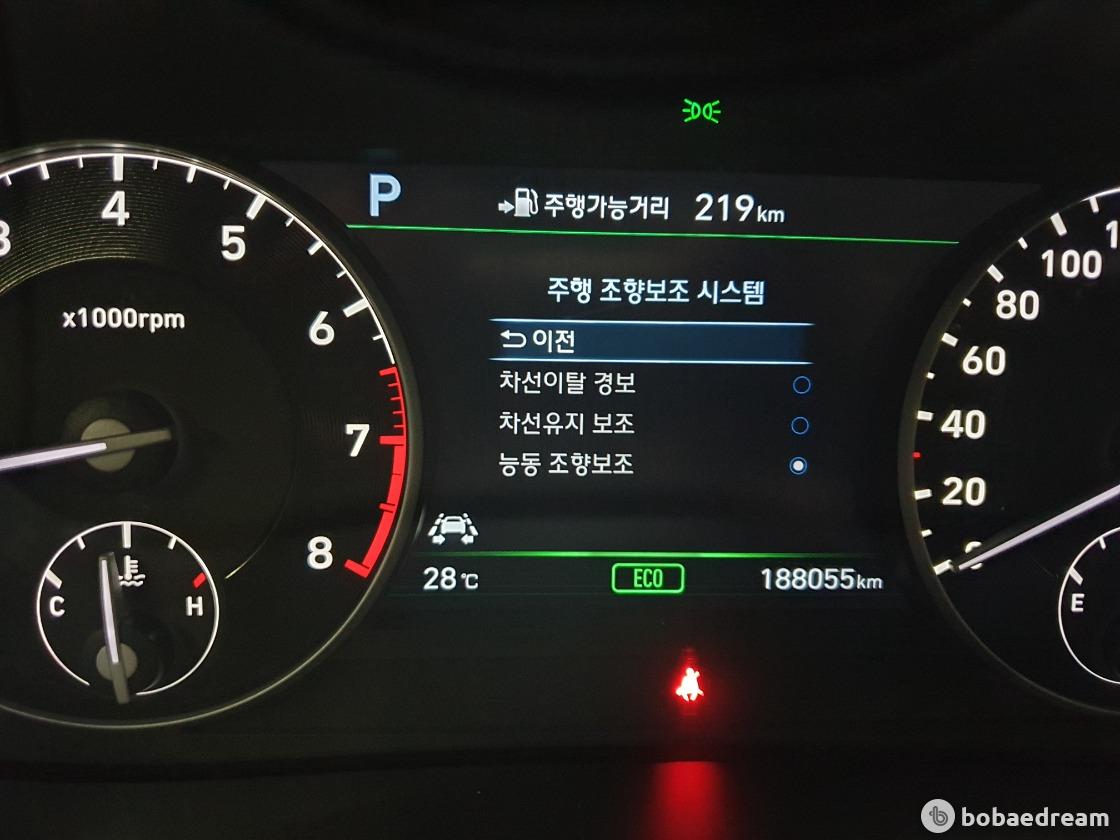 P
주행가능거리 219km
주행 조향보조 시스템
이전
차선이탈 경보
차선유지 보조
능동 조향보조
28℃
ECO
188055km
3
4
5
6
7
8
x1000rpm
C
H
0
20
40
60
80
100
E
bobaedream